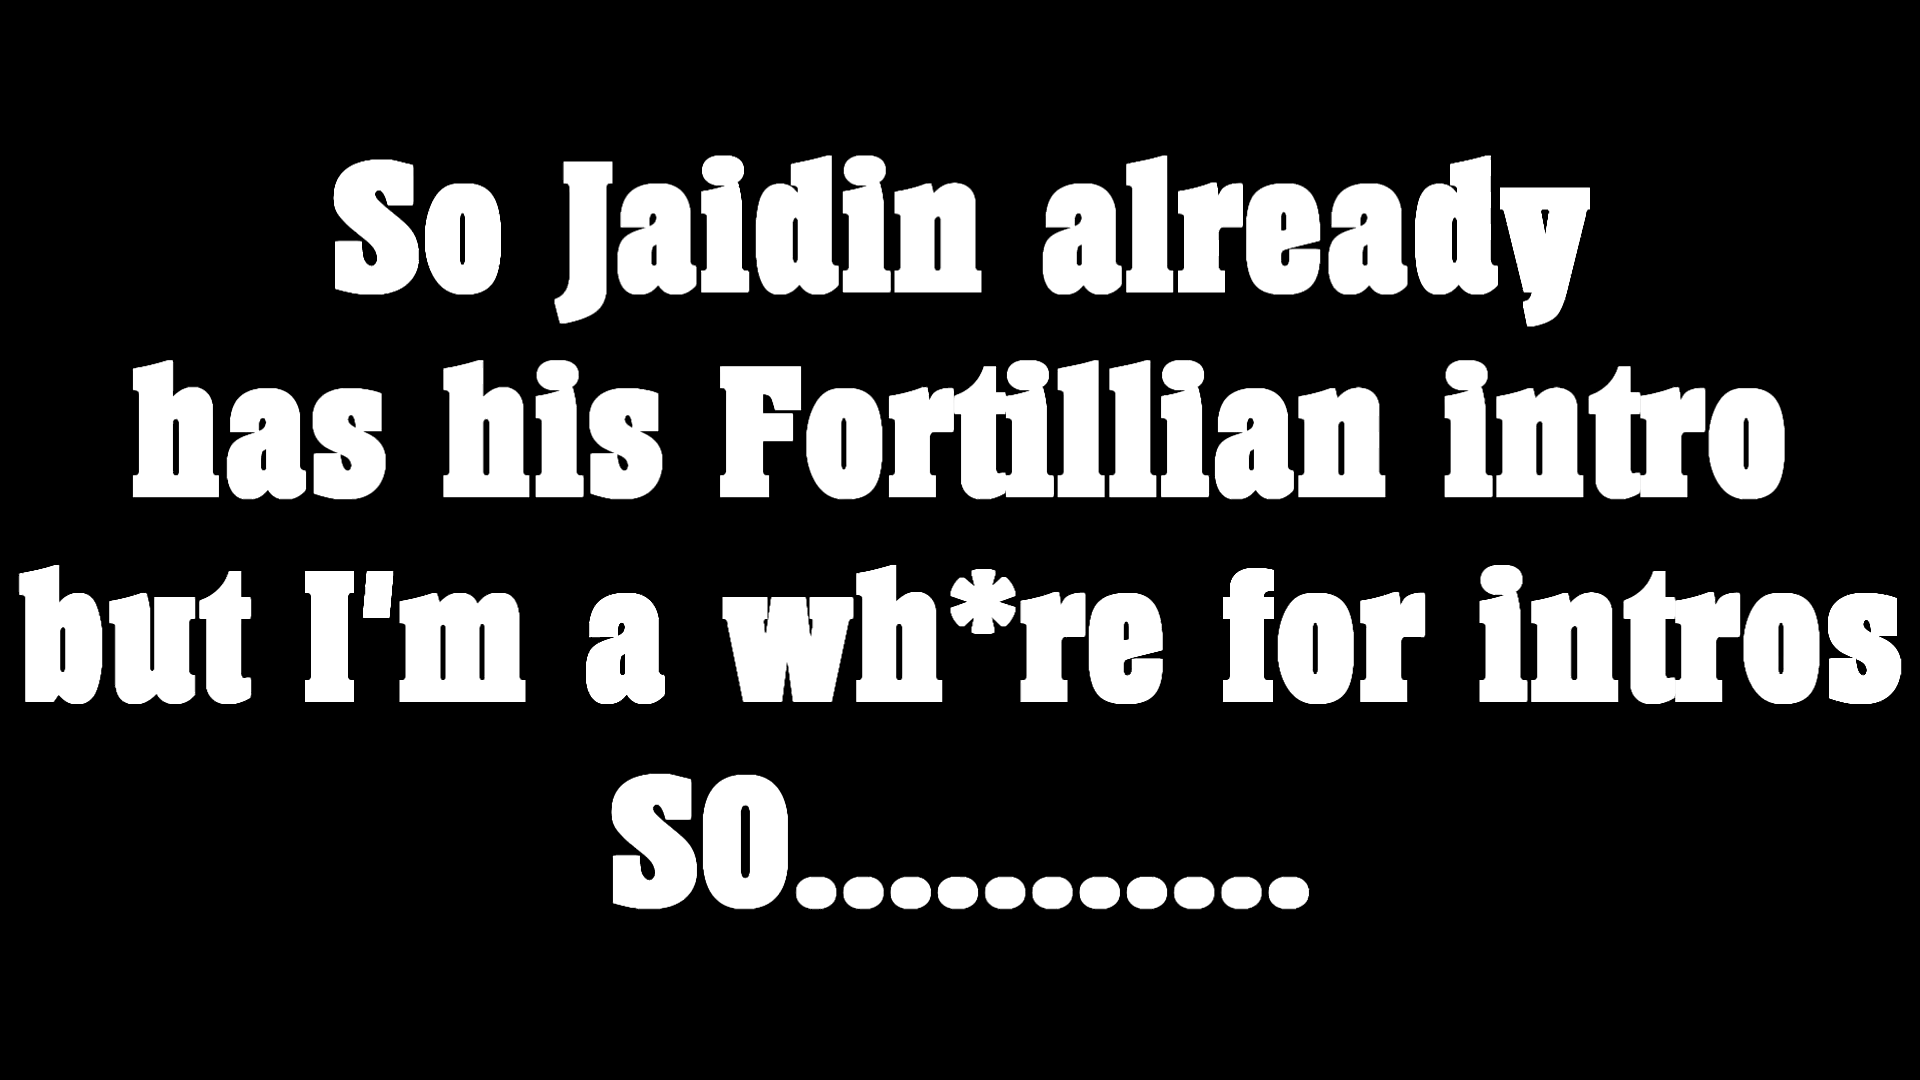 So Jaidin already
has his Fortillian intro
but I'm a wh*re for intros
SO...........